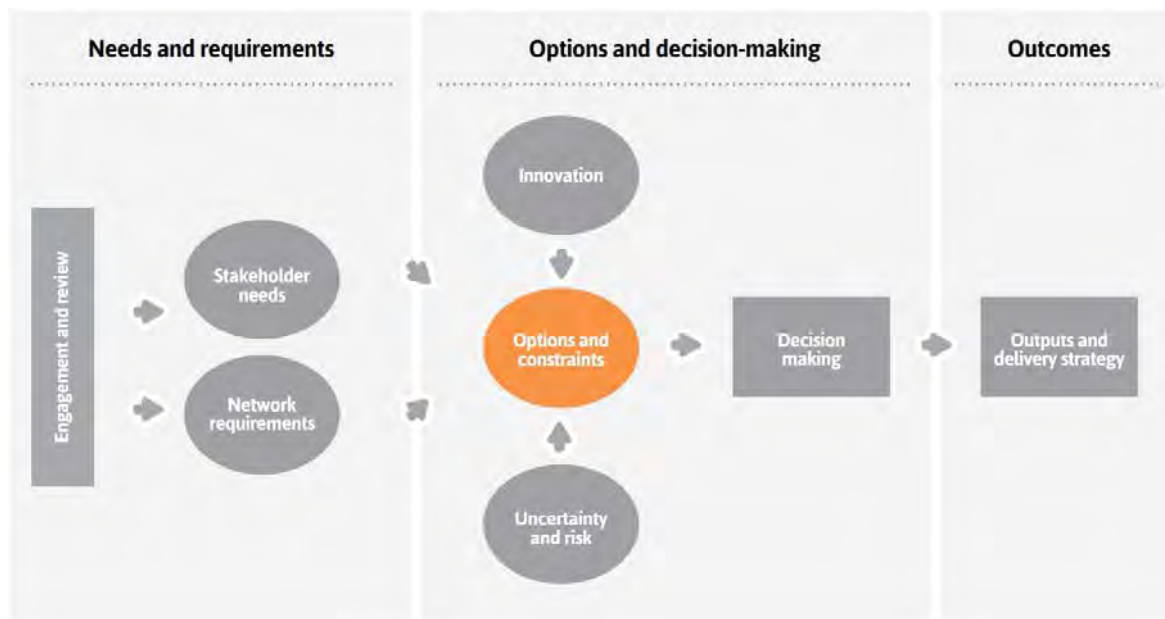 Needs and requirements
Options and decision-making
Outcomes
Engagement and review
Stakeholder
needs
Network
requirements
Innovation
Options and
constraints
Uncertainty
and risk
Decision
making
Outputs and
delivery strategy